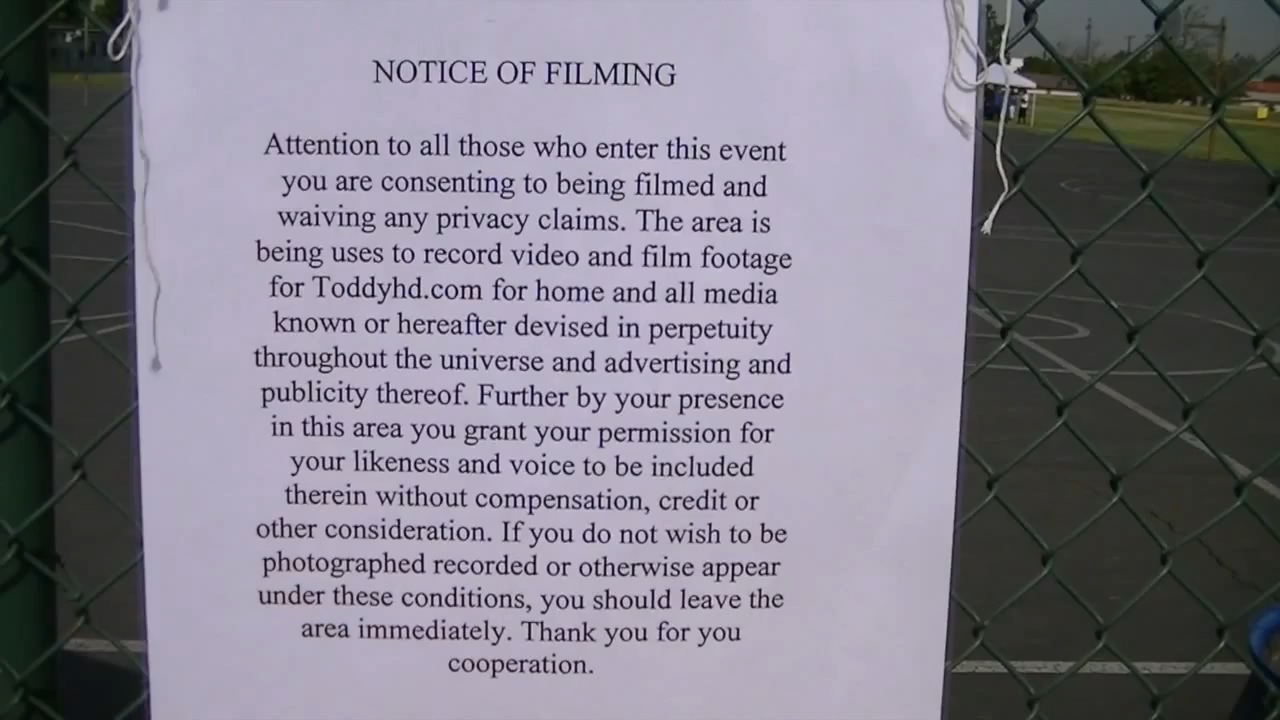 NOTICE OF FILMING
Attention to all those who enter this event
you are consenting to being filmed and
waiving any privacy claims. The area is
being uses to record video and film footage
for Toddyhd.com for home and all media
known or hereafter devised in perpetuity
throughout the universe and advertising and
publicity thereof. Further by your presence
in this area you grant your permission for
your likeness and voice to be included
therein without compensation, credit or
other consideration. If you do not wish to be
photographed recorded or otherwise appear
under these conditions, you should leave the
area immediately. Thank you for you
cooperation.